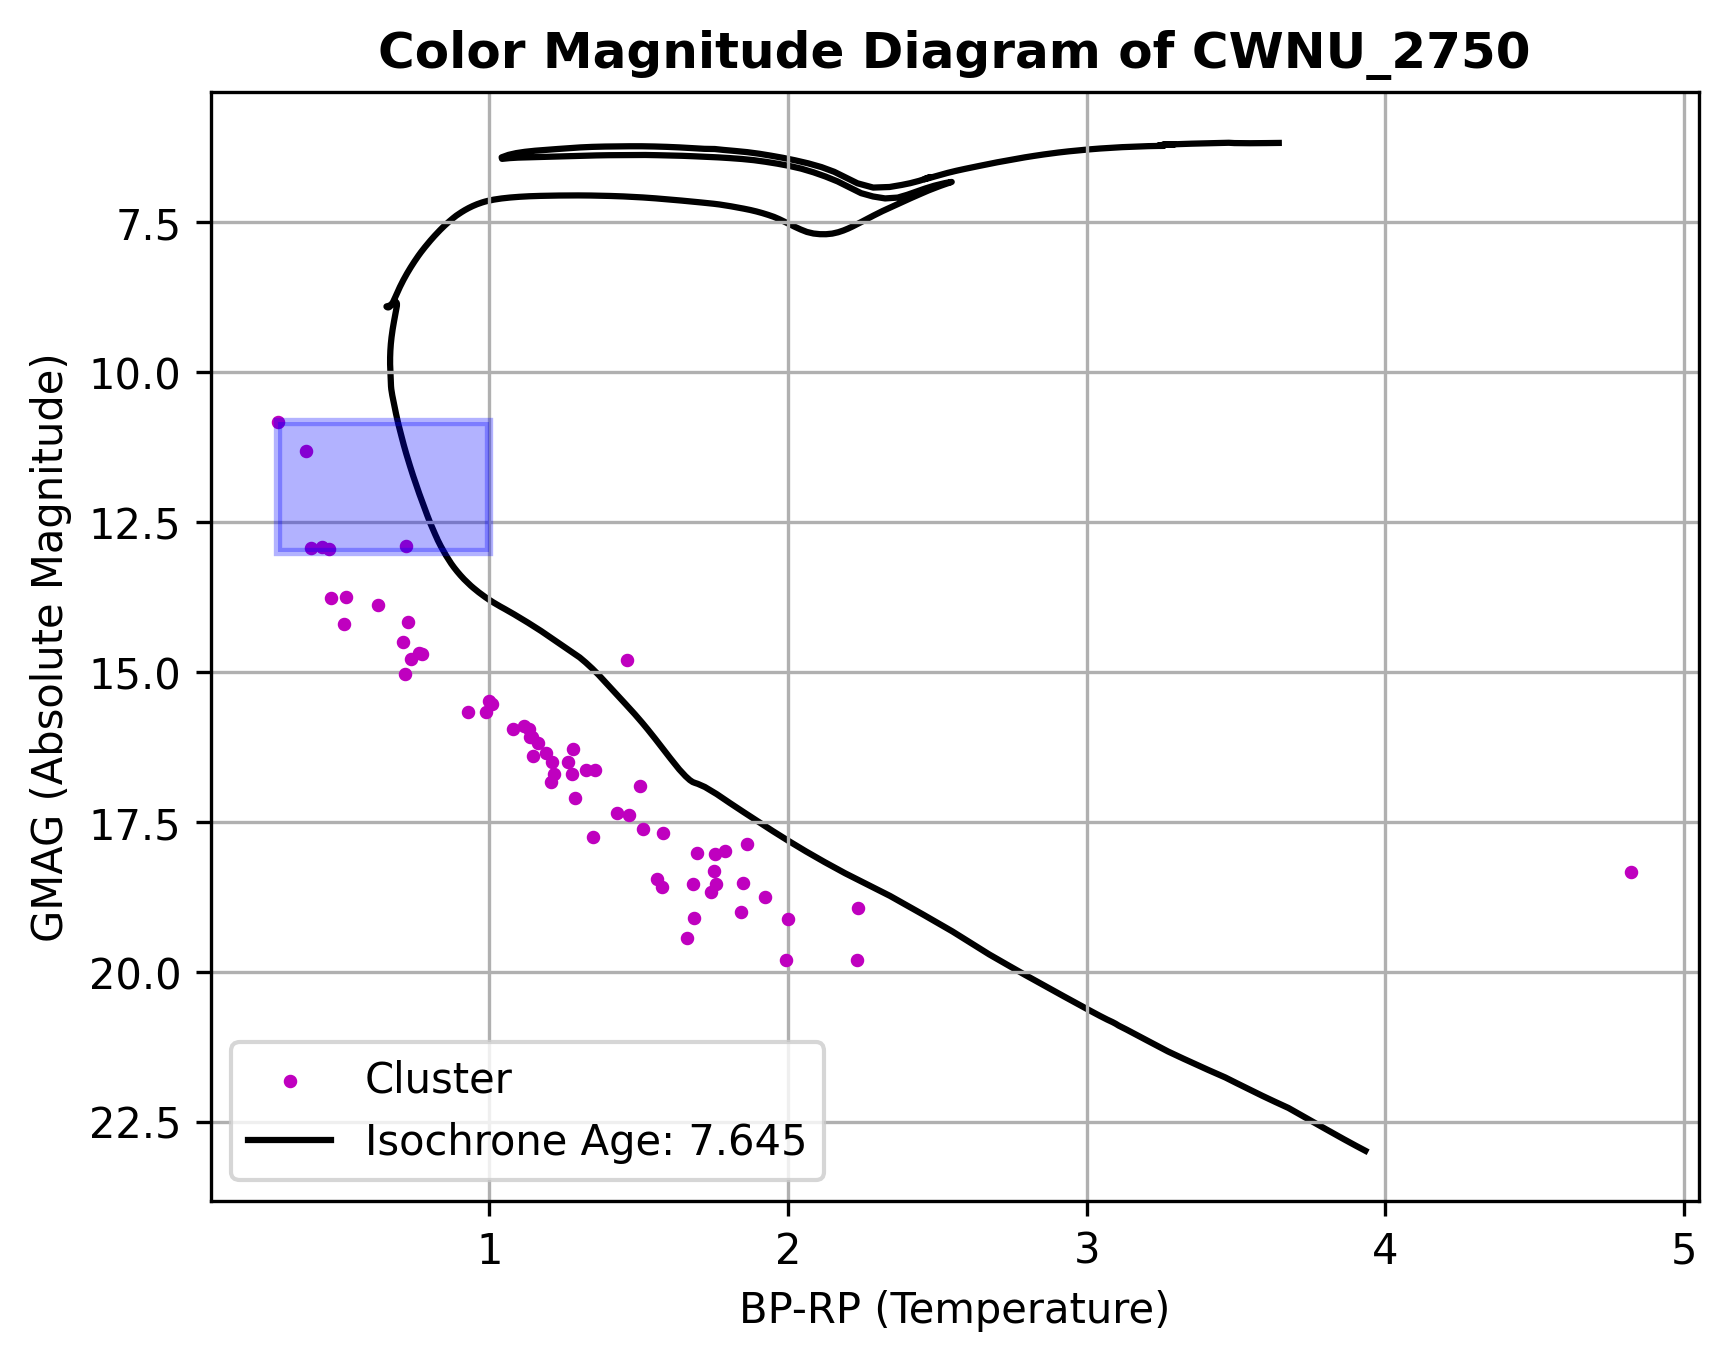 Color Magnitude Diagram of CWNU_2750
GMAG (Absolute Magnitude)
7.5
10.0
12.5
15.0
17.5
20.0
22.5
Cluster
Isochrone Age: 7.645
1 2 3 4 5
BP-RP (Temperature)